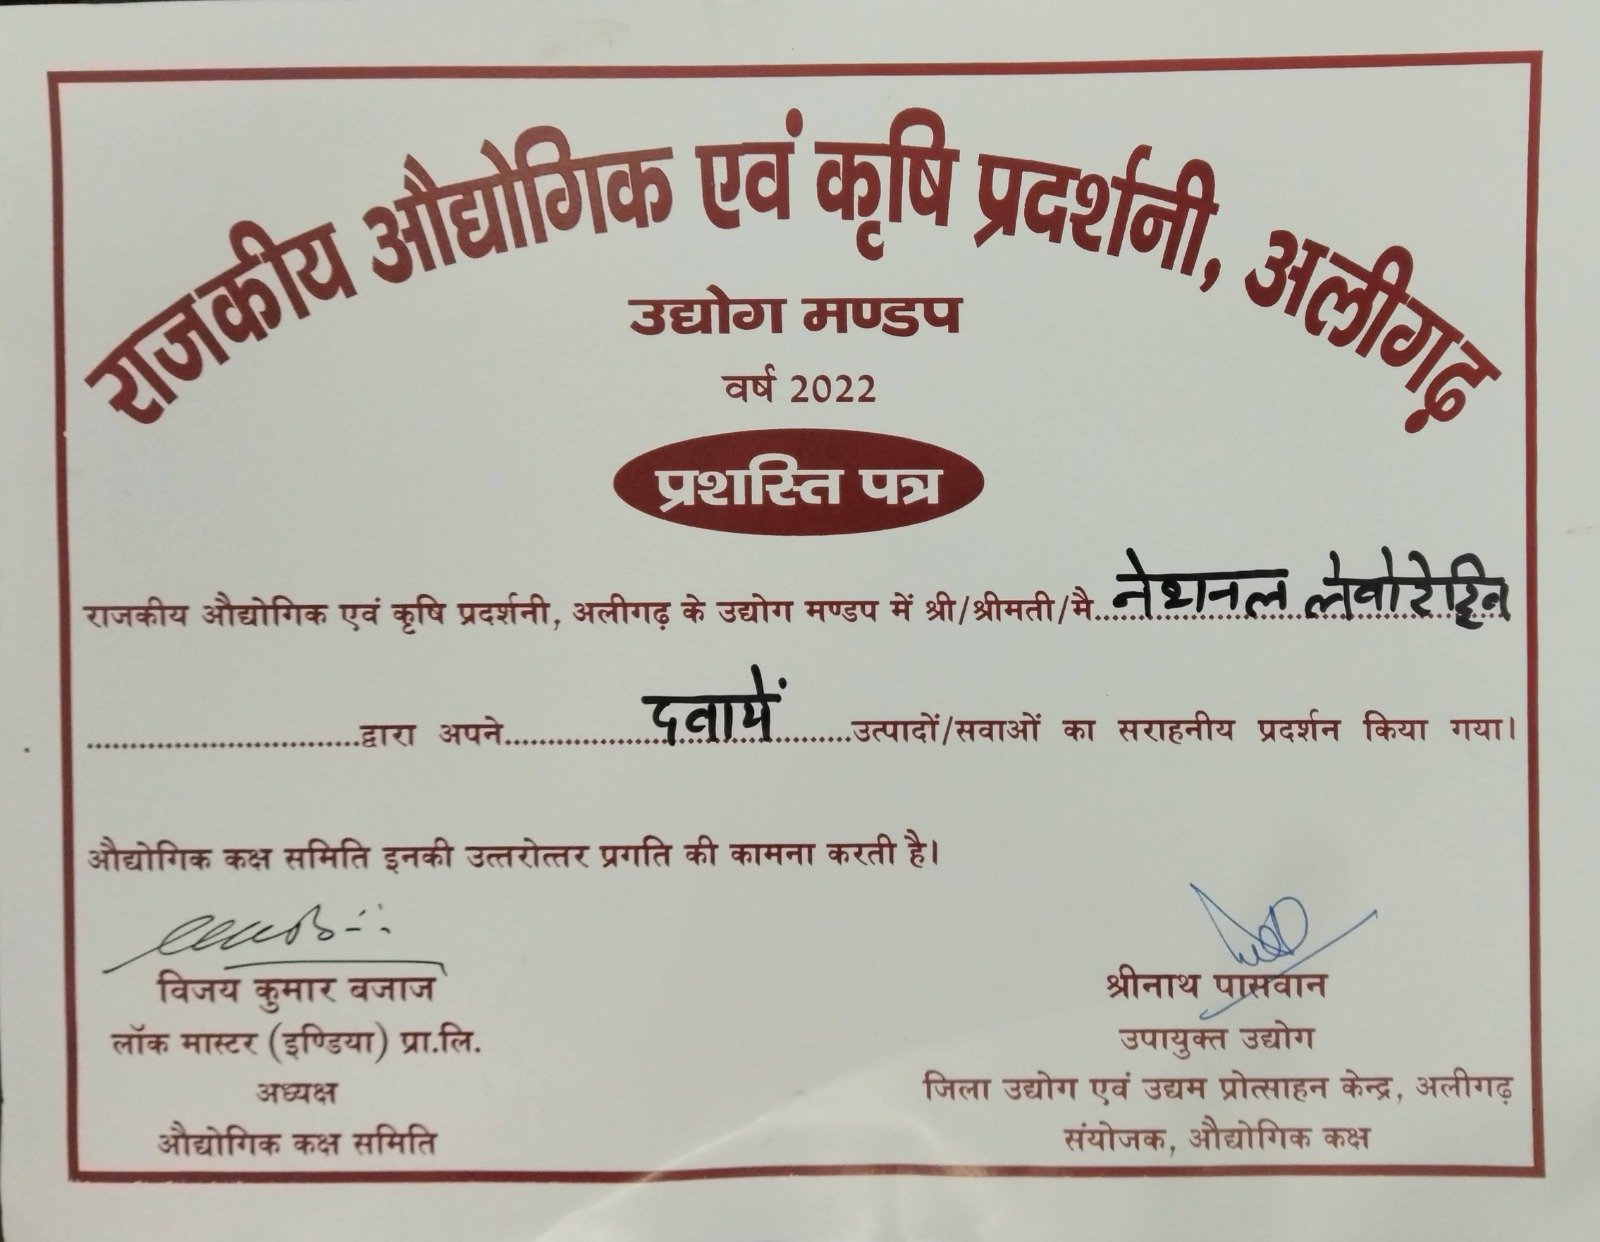 राजकीय औद्योगिक एवं कृषि प्रदर्शनी, अलीगढ़
उद्योग मण्डप
वर्ष 2022
प्रशस्ति पत्र
राजकीय औद्योगिक एवं कृषि प्रदर्शनी, अलीगढ़ के उद्योग मण्डप में श्री/श्रीमती/मै नेशनल
द्वारा अपने दवायें उत्पादों/सवाओं का सराहनीय प्रदर्शन किया गया।
औद्योगिक कक्ष समिति इनकी उत्तरोत्तर प्रगति की कामना करती है।
विजय कुमार बजाज
लॉक मास्टर (इण्डिया) प्रा.लि.
अध्यक्ष
औद्योगिक कक्ष समिति
श्रीनाथ पासवान
उपायुक्त उद्योग
जिला उद्योग एवं उद्यम प्रोत्साहन केन्द्र, अलीगढ़
संयोजक, औद्योगिक कक्ष